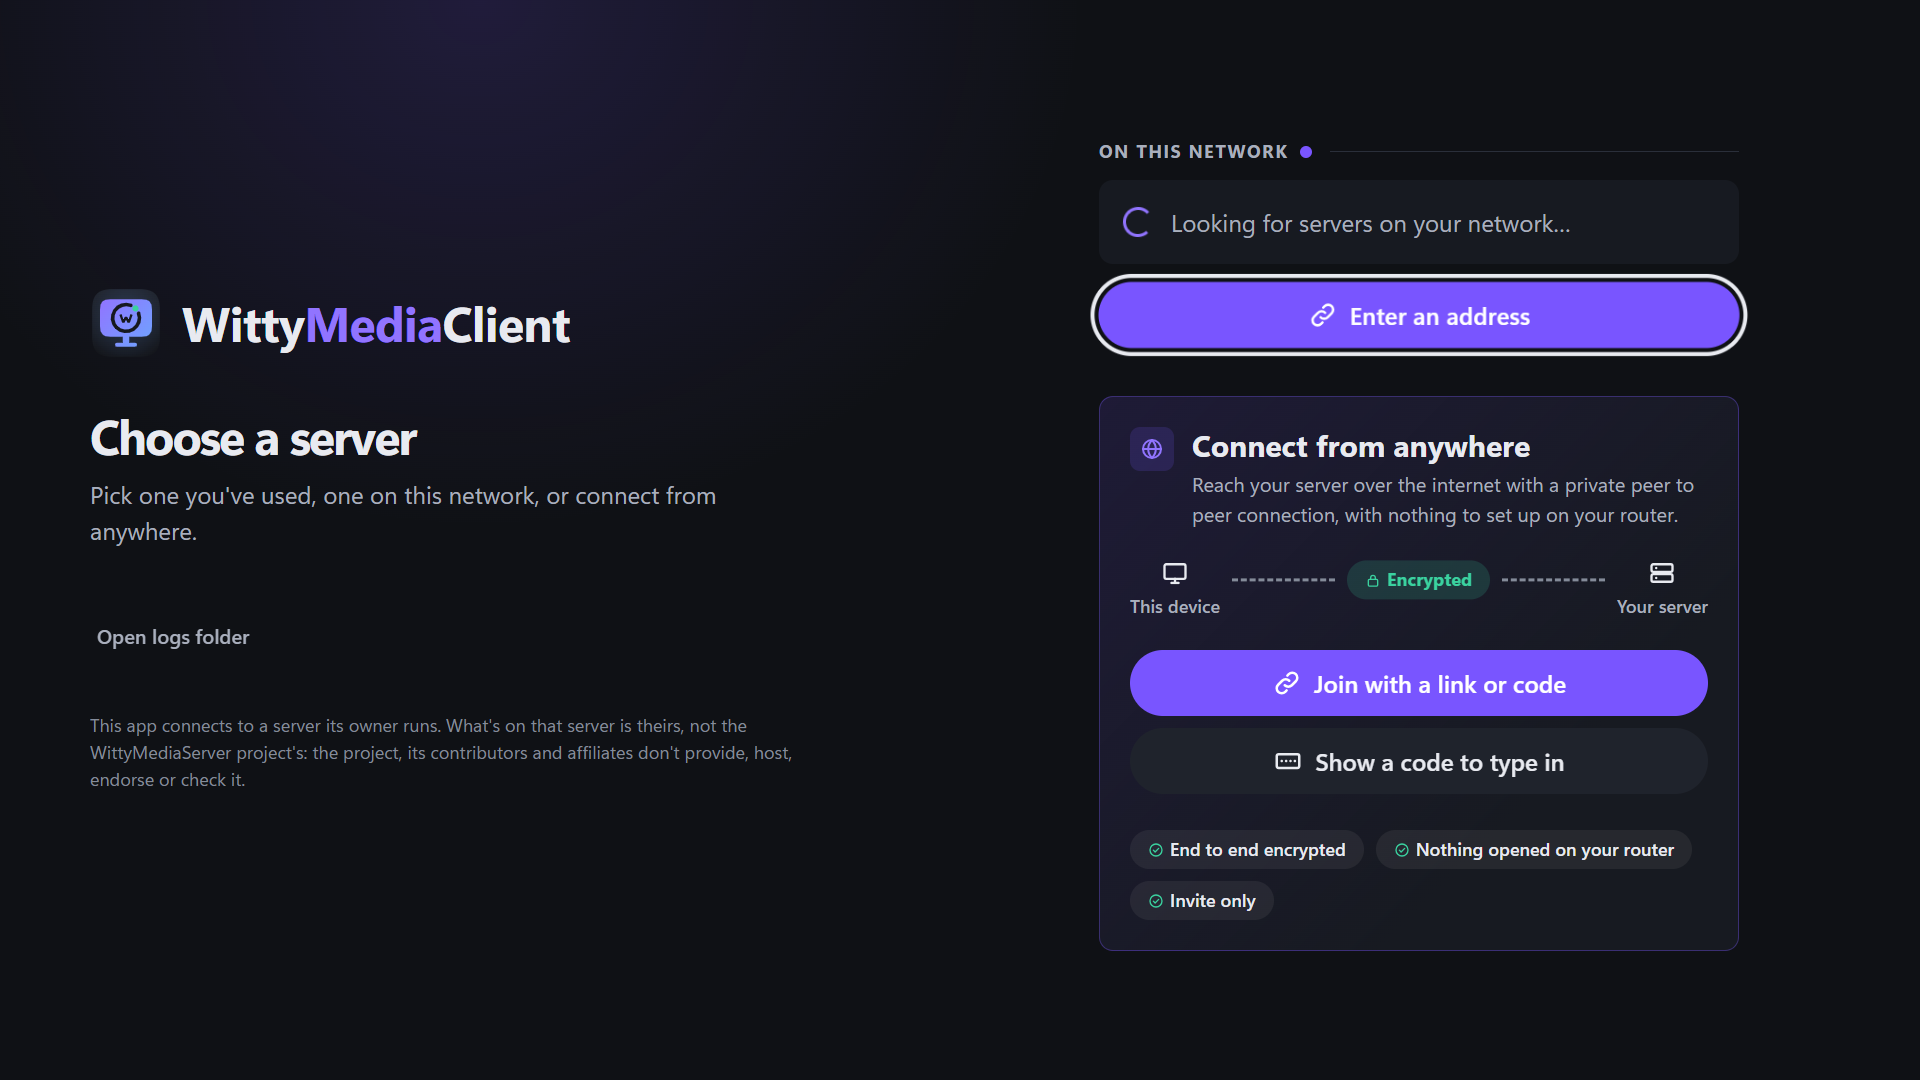 WittyMediaClient
Choose a server
Pick one you've used, one on this network, or connect from
anywhere.
Open logs folder
This app connects to a server its owner runs. What's on that server is theirs, not the
WittyMediaServer project's: the project, its contributors and affiliates don't provide, host,
endorse or check it.
ON THIS NETWORK
Looking for servers on your network...
Enter an address
Connect from anywhere
Reach your server over the internet with a private peer to
peer connection, with nothing to set up on your router.
This device
Encrypted
Your server
Join with a link or code
Show a code to type in
End to end encrypted
Nothing opened on your router
Invite only